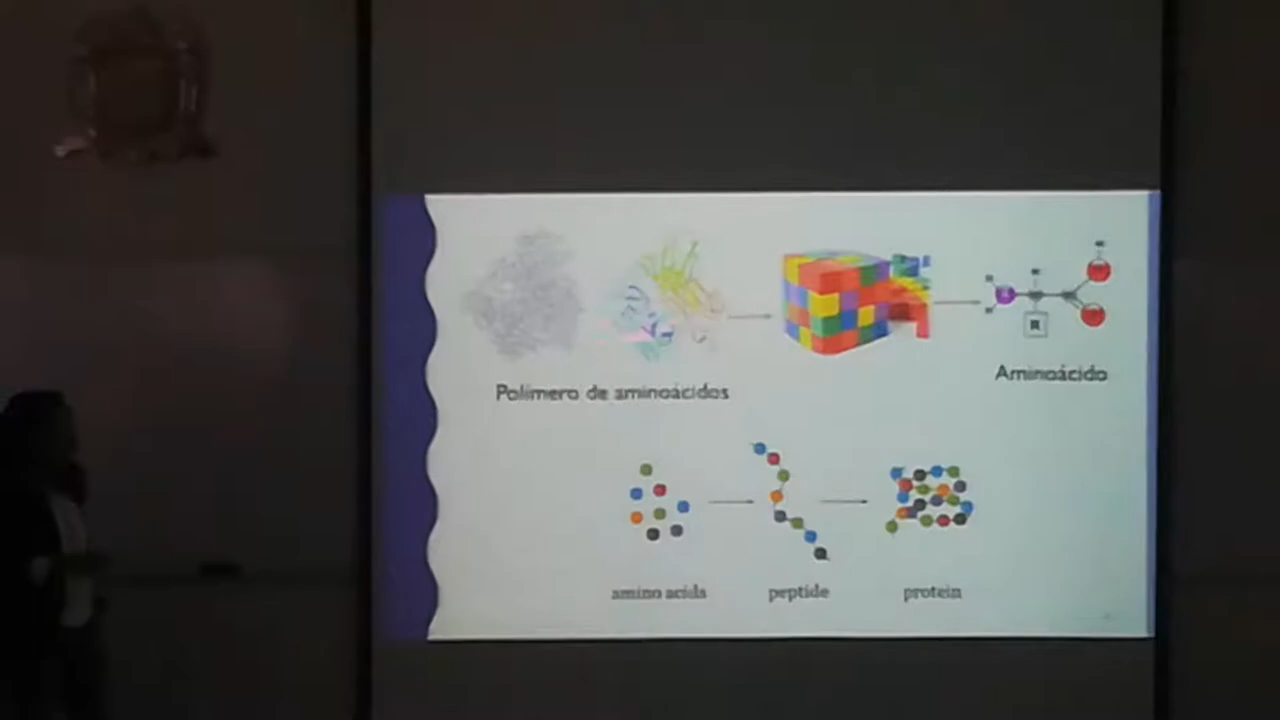 Polímero de aminoácidos
Aminoácido
R
amino acids
peptide
protein